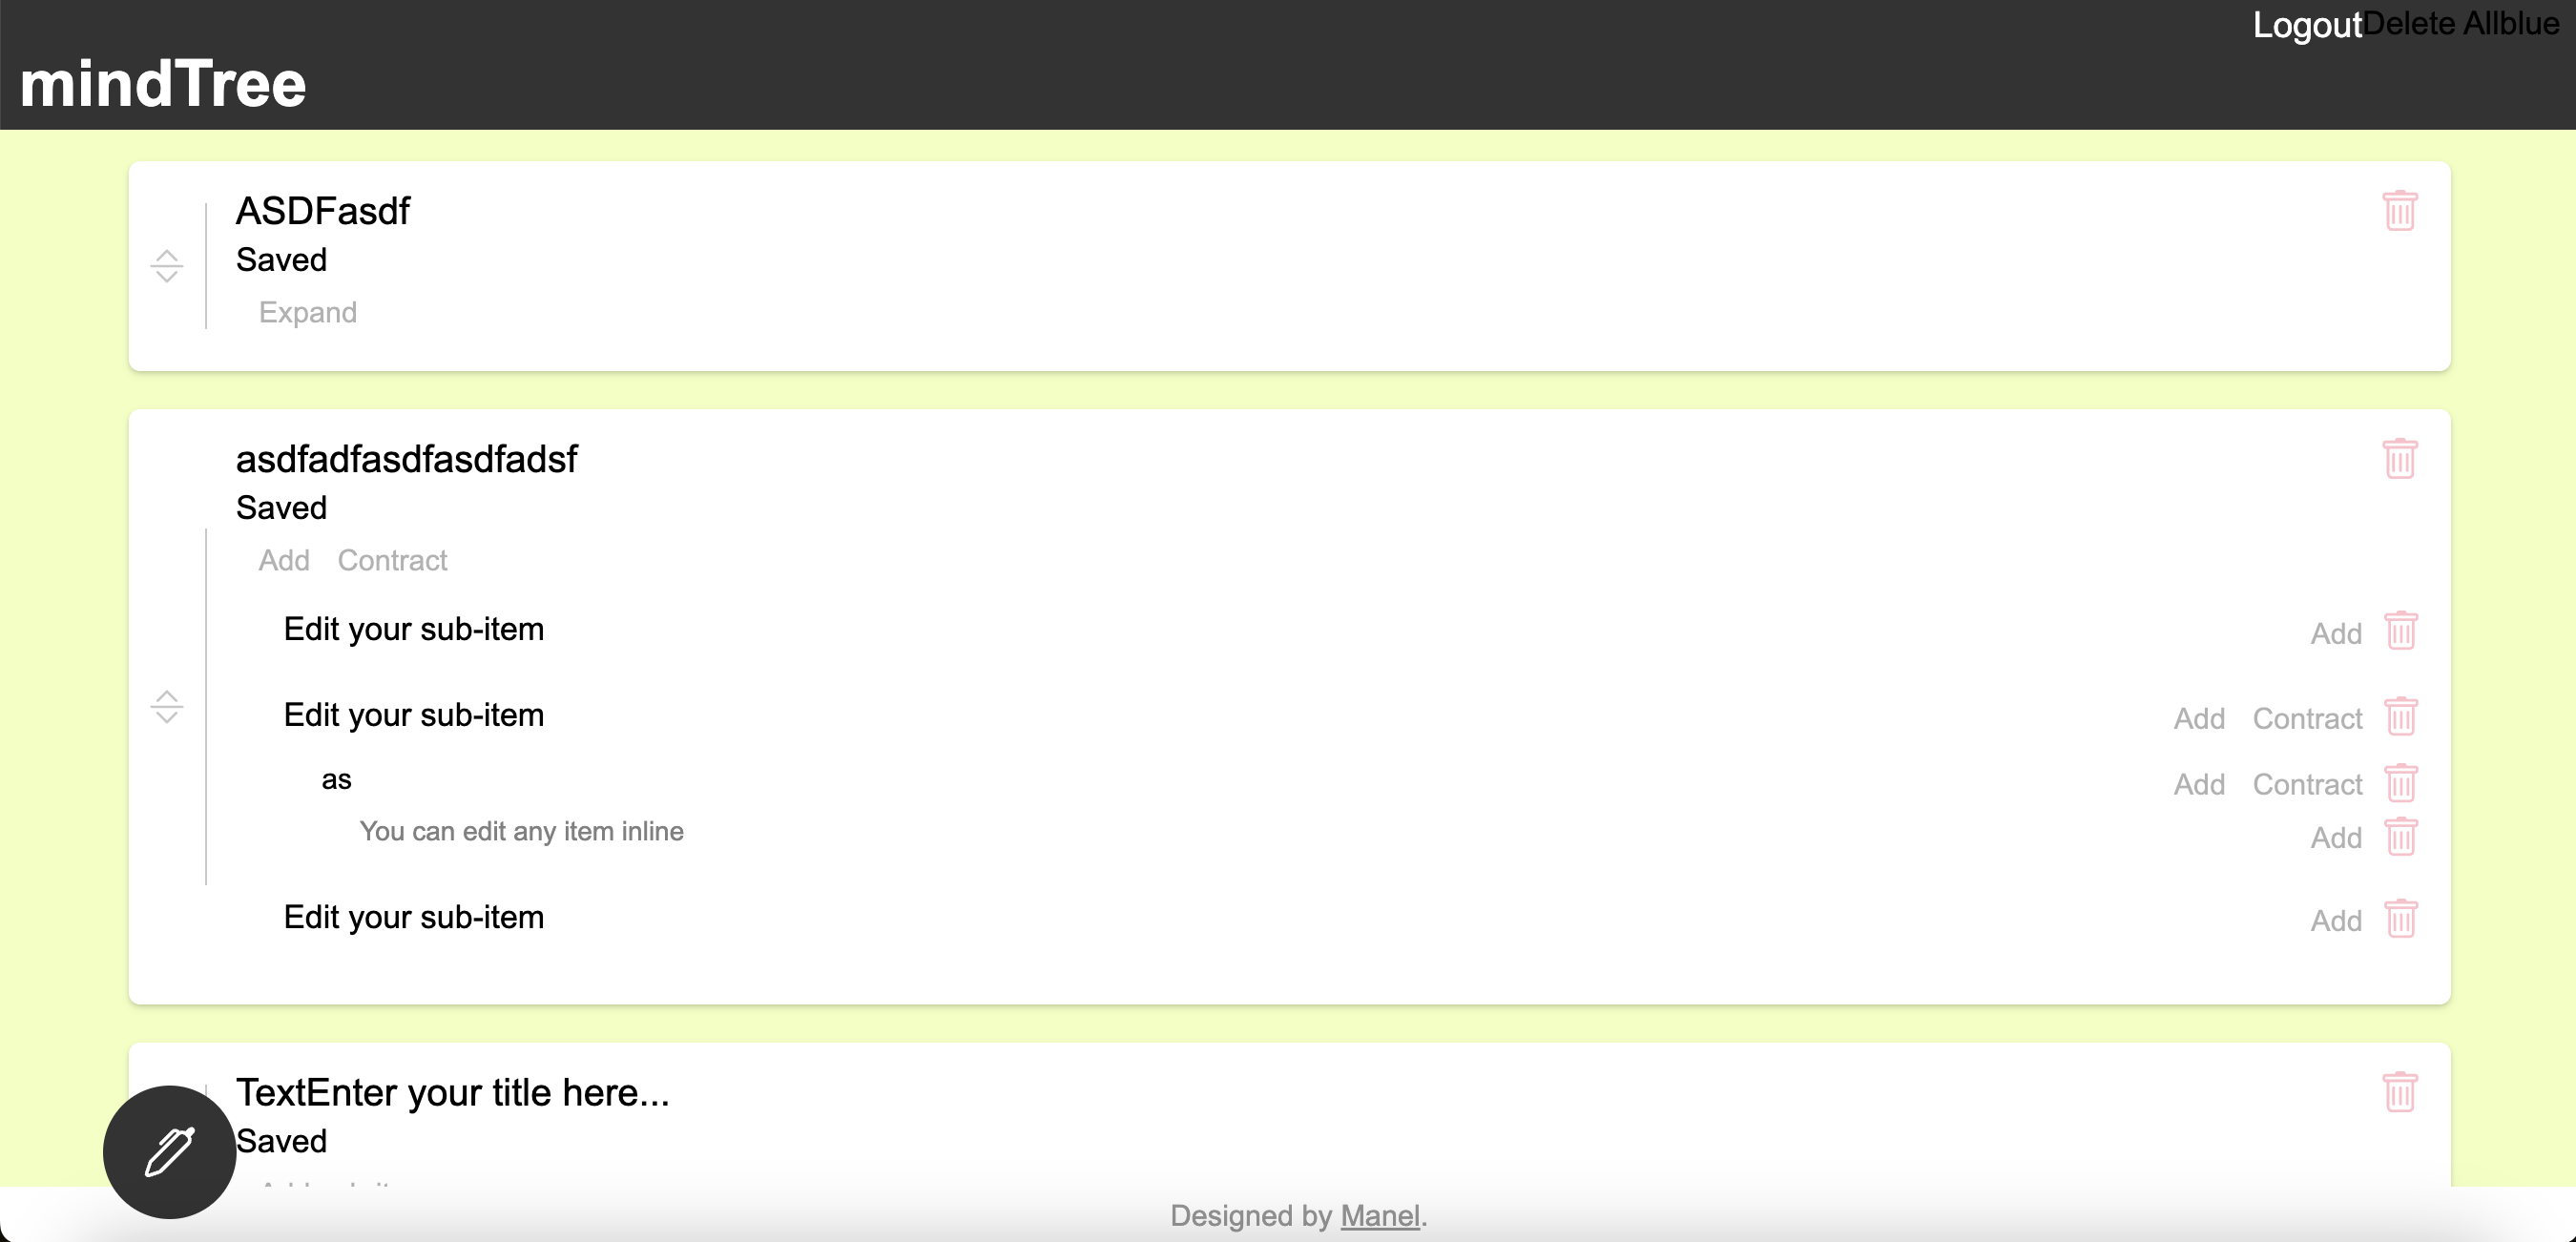 LogoutDelete Allblue
mindTree
ASDFasdf
Saved
Expand
asdfadfasdfasdfadsf
Saved
Add Contract
Edit your sub-item Add
Edit your sub-item Add Contract
as Add Contract
You can edit any item inline Add
Edit your sub-item Add
TextEnter your title here...
Saved
Designed by Manel.